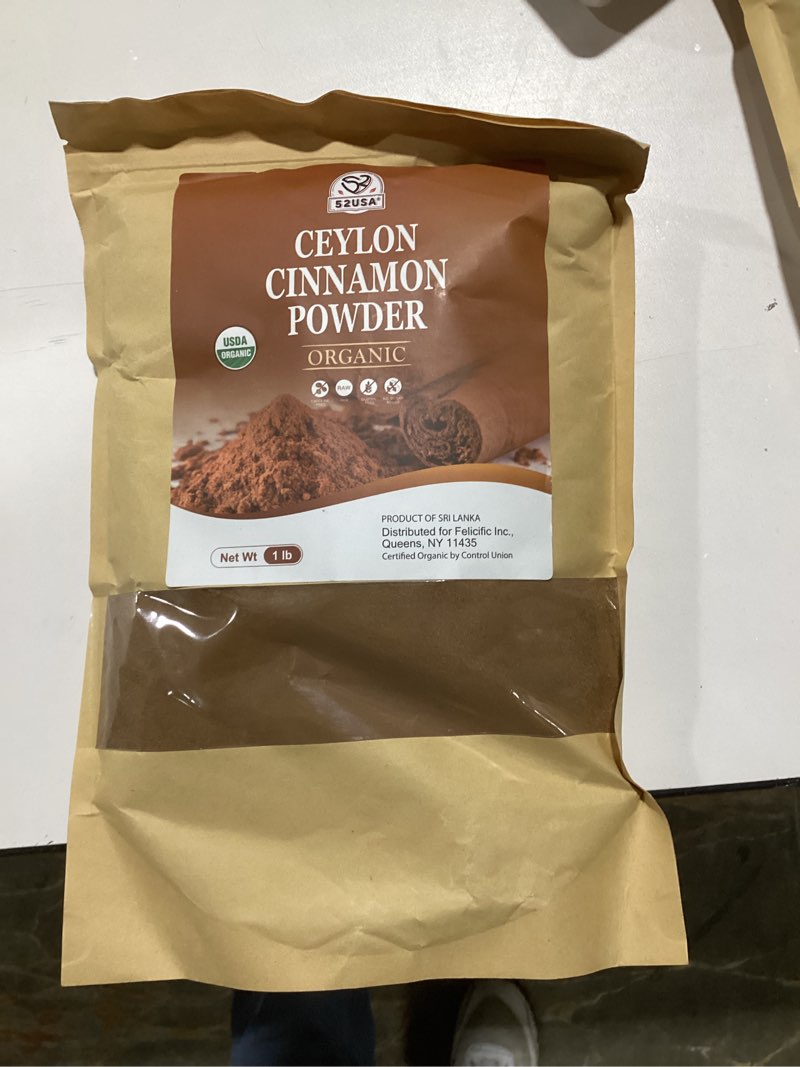 52USA®
CEYLON
CINNAMON
POWDER
USDA
ORGANIC
ORGANIC
RAW
PRODUCT OF SRI LANKA
Distributed for Felicific Inc.,
Queens, NY 11435
Certified Organic by Control Union
Net Wt 1 lb